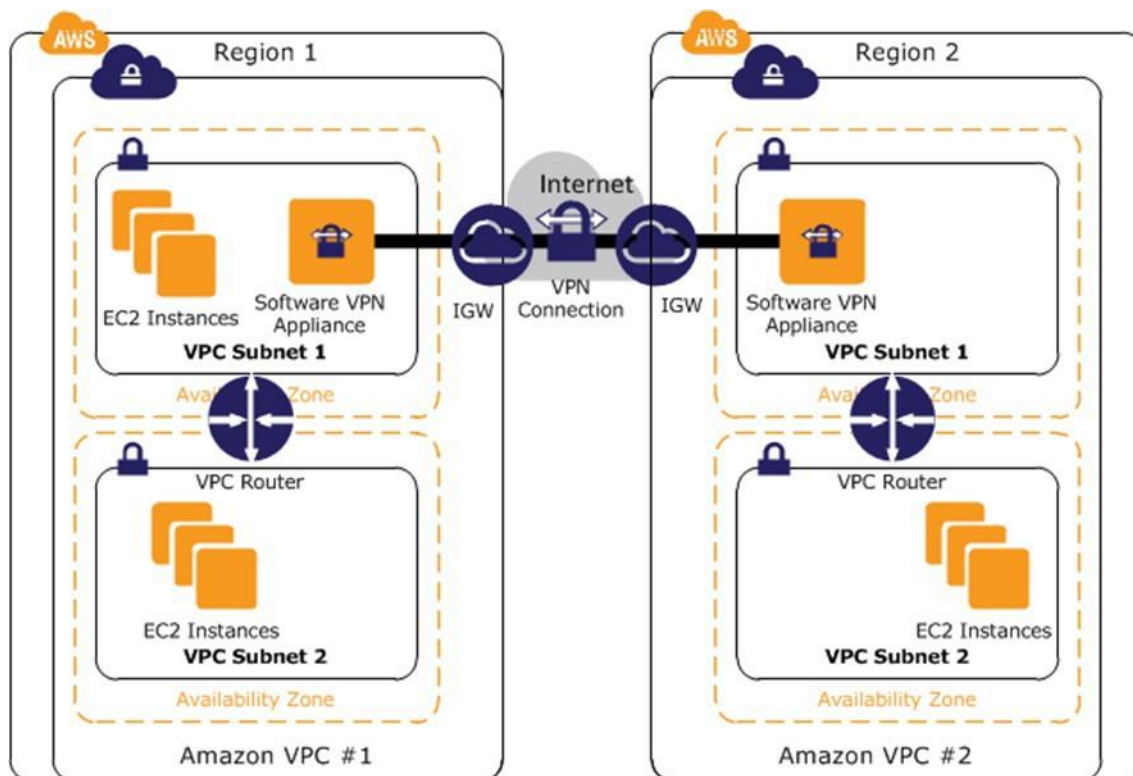 AWS
Region 1
EC2 Instances
Software VPN
Appliance
VPC Subnet 1
Availability Zone
VPC Router
EC2 Instances
VPC Subnet 2
Availability Zone
Amazon VPC #1
IGW
Internet
VPN
Connection
IGW
AWS
Region 2
Software VPN
Appliance
VPC Subnet 1
Availability Zone
VPC Router
EC2 Instances
VPC Subnet 2
Availability Zone
Amazon VPC #2